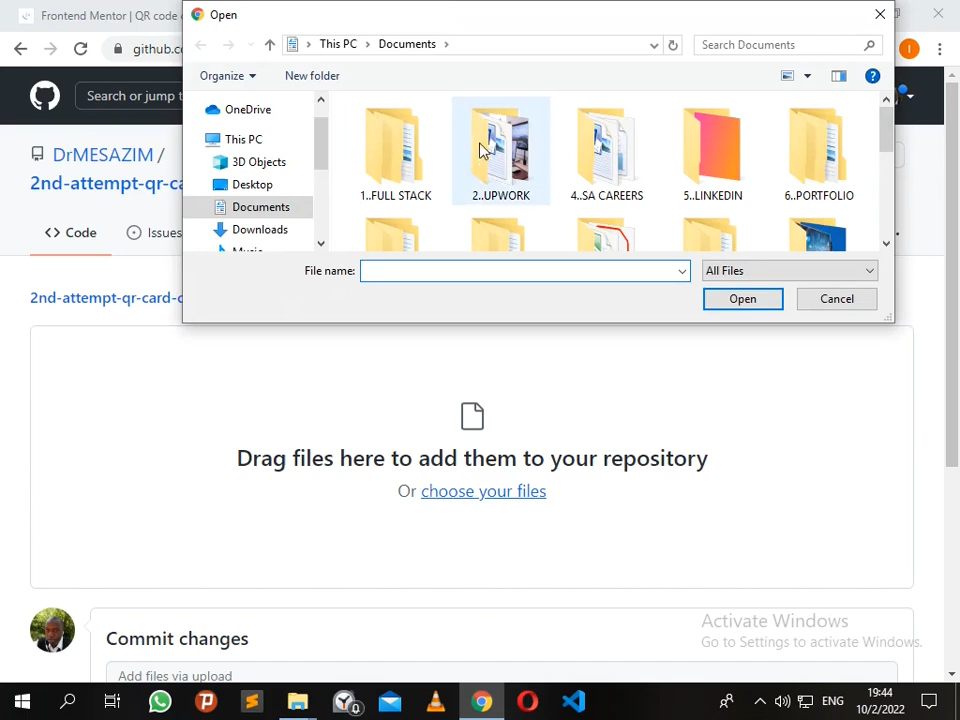 Frontend Mentor | QR code
Open
github.co
This PC
Documents
Search Documents
Organize
New folder
Search or jump t
OneDrive
This PC
3D Objects
Desktop
Documents
Downloads
Music
1..FULL STACK
2..UPWORK
4..SA CAREERS
5..LINKEDIN
6..PORTFOLIO
File name:
All Files
Open
Cancel
DrMESAZIM /
2nd-attempt-qr-ca
Code
Issues
2nd-attempt-qr-card-c
Drag files here to add them to your repository
Or choose your files
Commit changes
Add files via upload
Activate Windows
Go to Settings to activate Windows.
ENG
19:44
10/2/2022